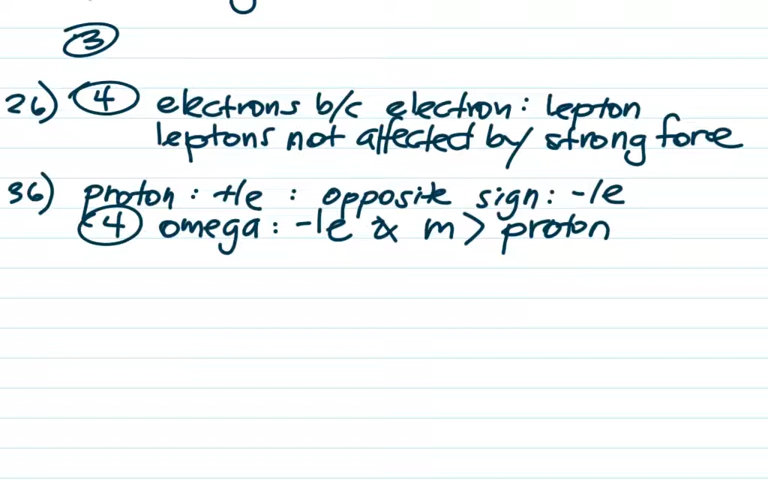 3
26) 4 electrons b/c electron: lepton
leptons not affected by strong force
36) proton: +1e : opposite sign: -1e
4 omega: -1e & m > proton